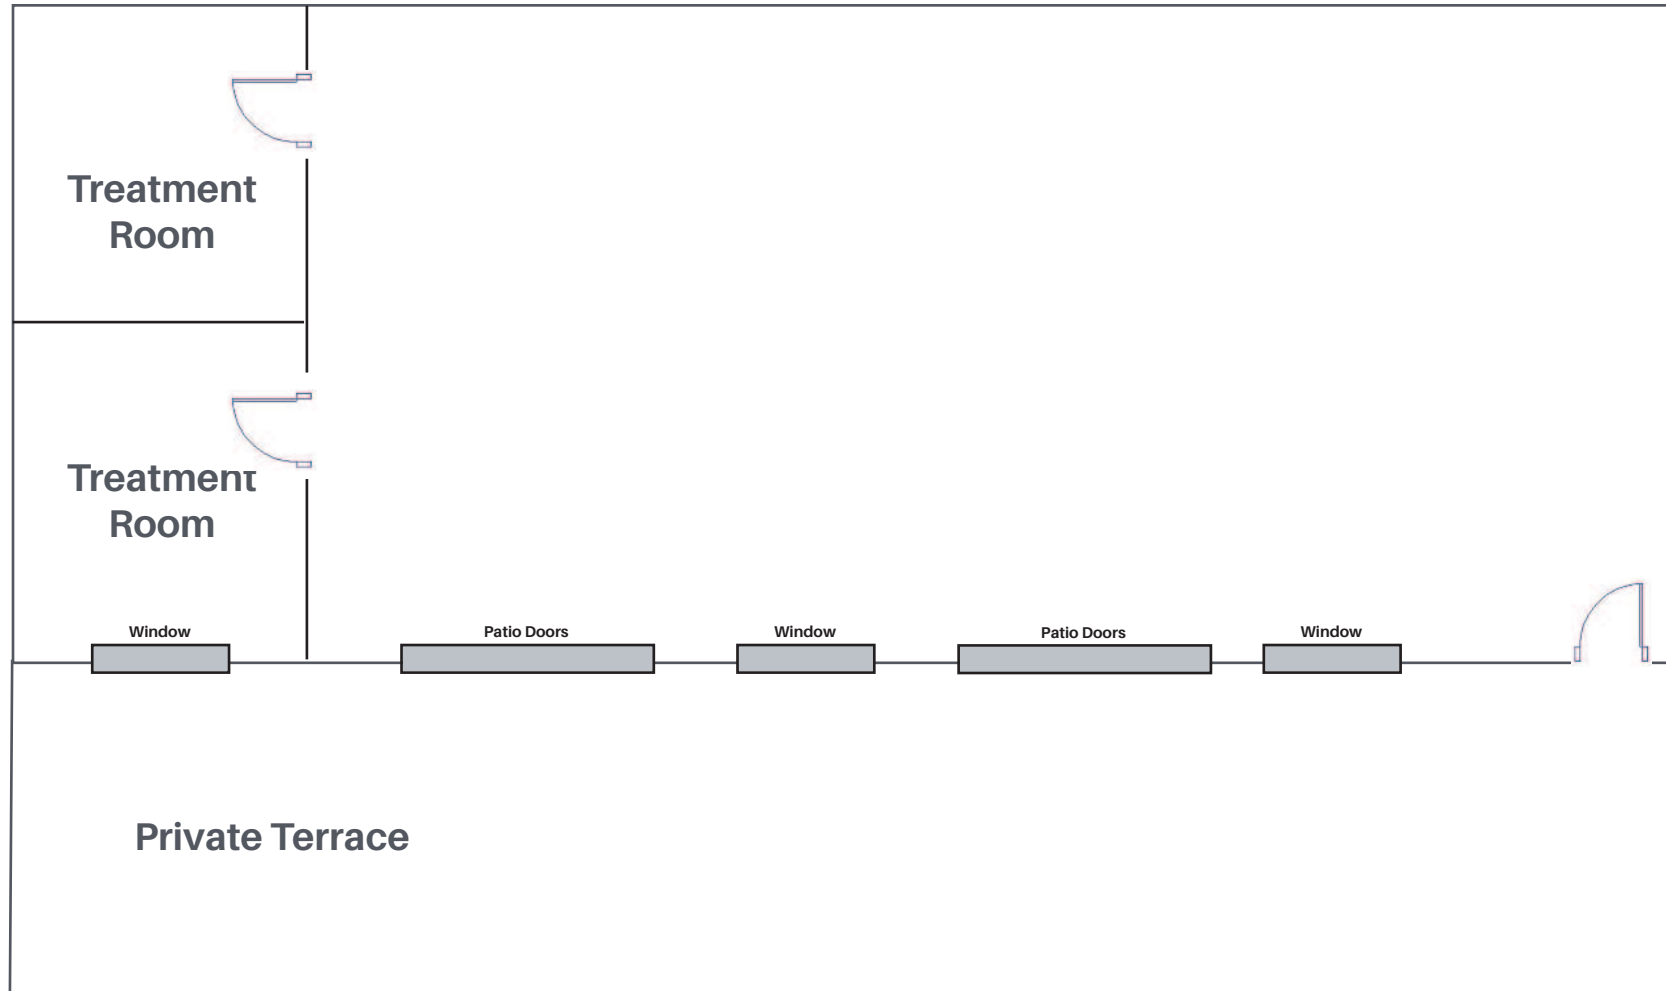 Treatment
Room
Treatment
Room
Window
Patio Doors
Window
Patio Doors
Window
Private Terrace